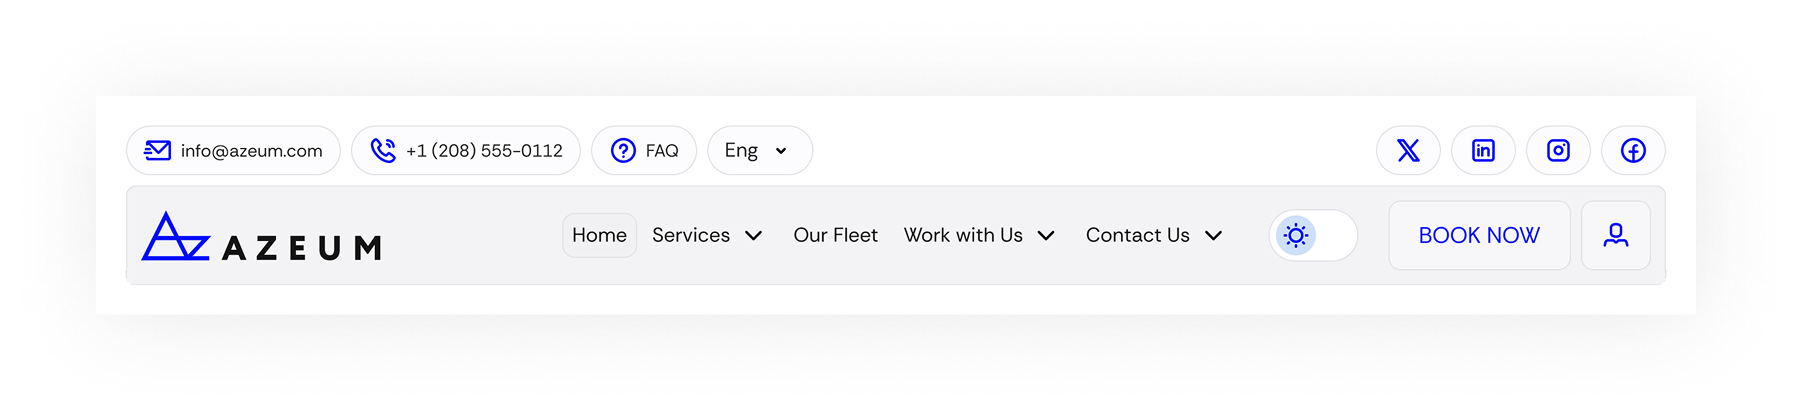 info@azeum.com +1 (208) 555-0112 FAQ Eng
AZEUM Home Services Our Fleet Work with Us Contact Us BOOK NOW